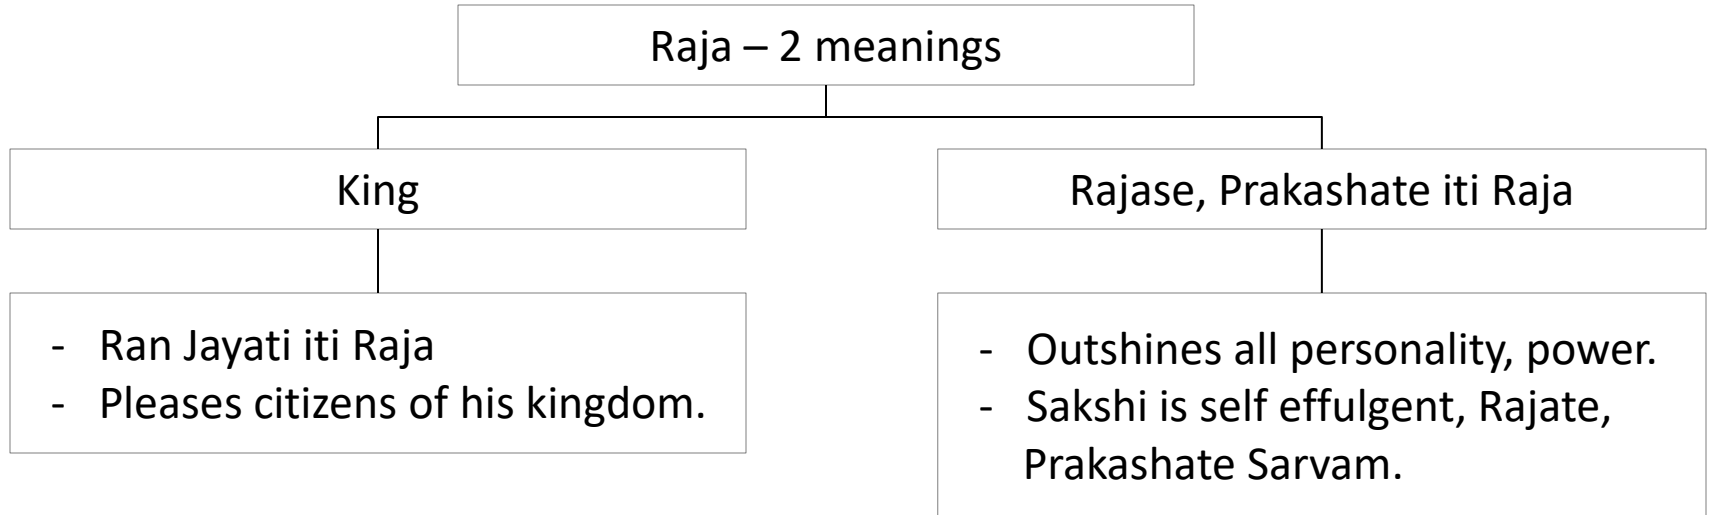 Raja – 2 meanings
King
Rajase, Prakashate iti Raja
- Ran Jayati iti Raja
- Pleases citizens of his kingdom.
- Outshines all personality, power.
- Sakshi is self effulgent, Rajate,
Prakashate Sarvam.